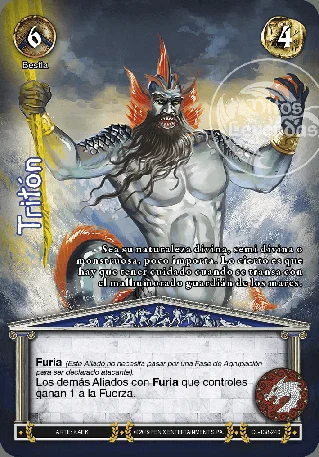 6
4
Bestia
Mitos y
Leyendas
Tritón
Sea su naturaleza divina, semi divina o
monstruosa, poco importa. Lo cierto es que
hay que tener cuidado cuando se transa con
el malhumorado guardián de los mares.
Furia (Este Aliado no necesita pasar por una Fase de Agrupación
para ser declarado atacante).
Los demás Aliados con Furia que controles
ganan 1 a la Fuerza.
ARTE: